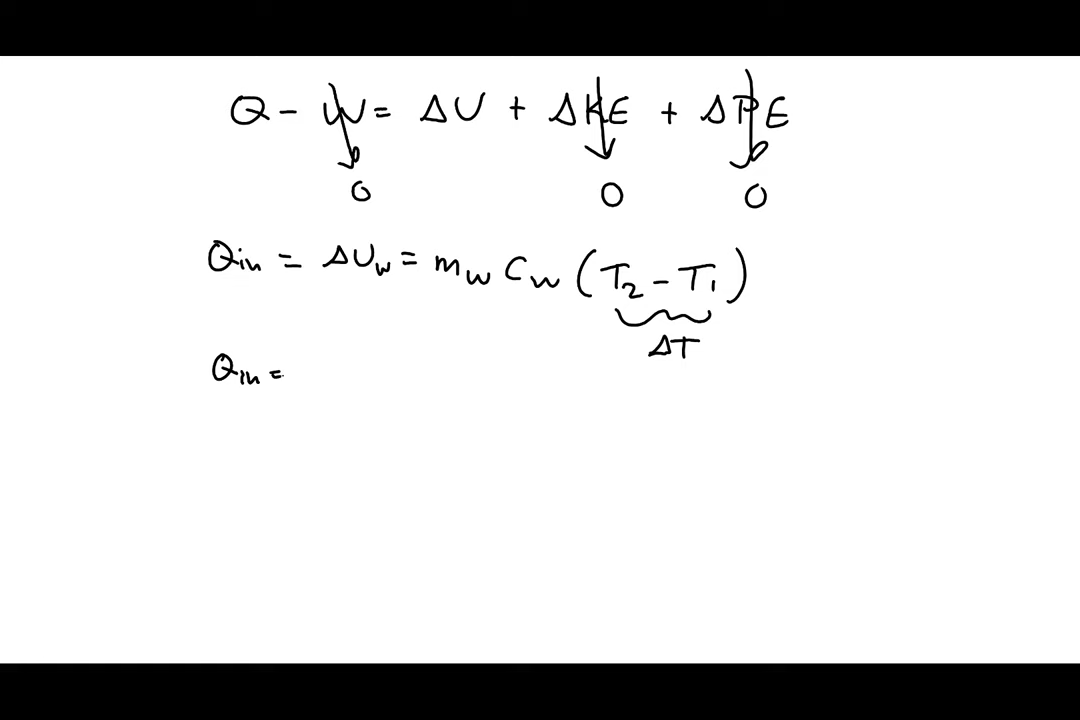 Q - W = ΔU + ΔKE + ΔPE
0 0 0
Qin = ΔUw = mw Cw (T2 - T1)
ΔT
Qin =